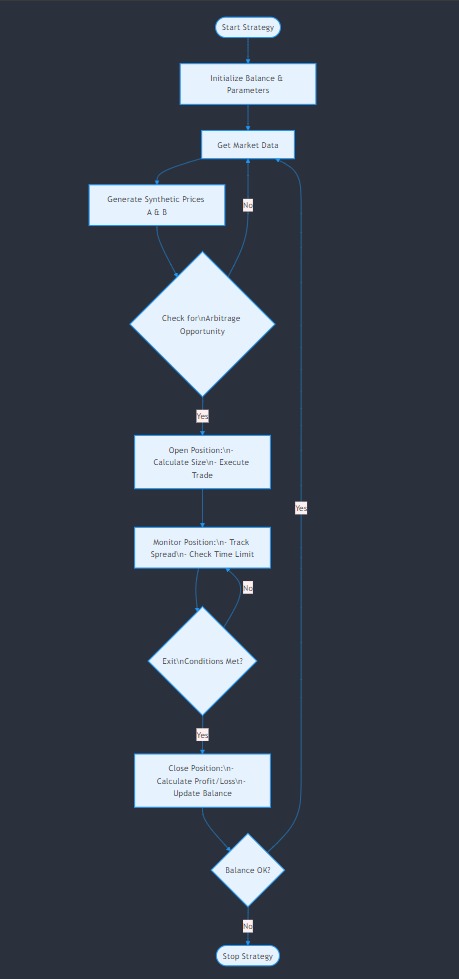 Start Strategy
Initialize Balance &
Parameters
Get Market Data
Generate Synthetic Prices
A & B
No
Check for\nArbitrage
Opportunity
Yes
Open Position:\n-
Calculate Size\n- Execute
Trade
Yes
Monitor Position:\n- Track
Spread\n- Check Time Limit
No
Exit\nConditions Met?
Yes
Close Position:\n-
Calculate Profit/Loss\n-
Update Balance
Balance OK?
No
Stop Strategy